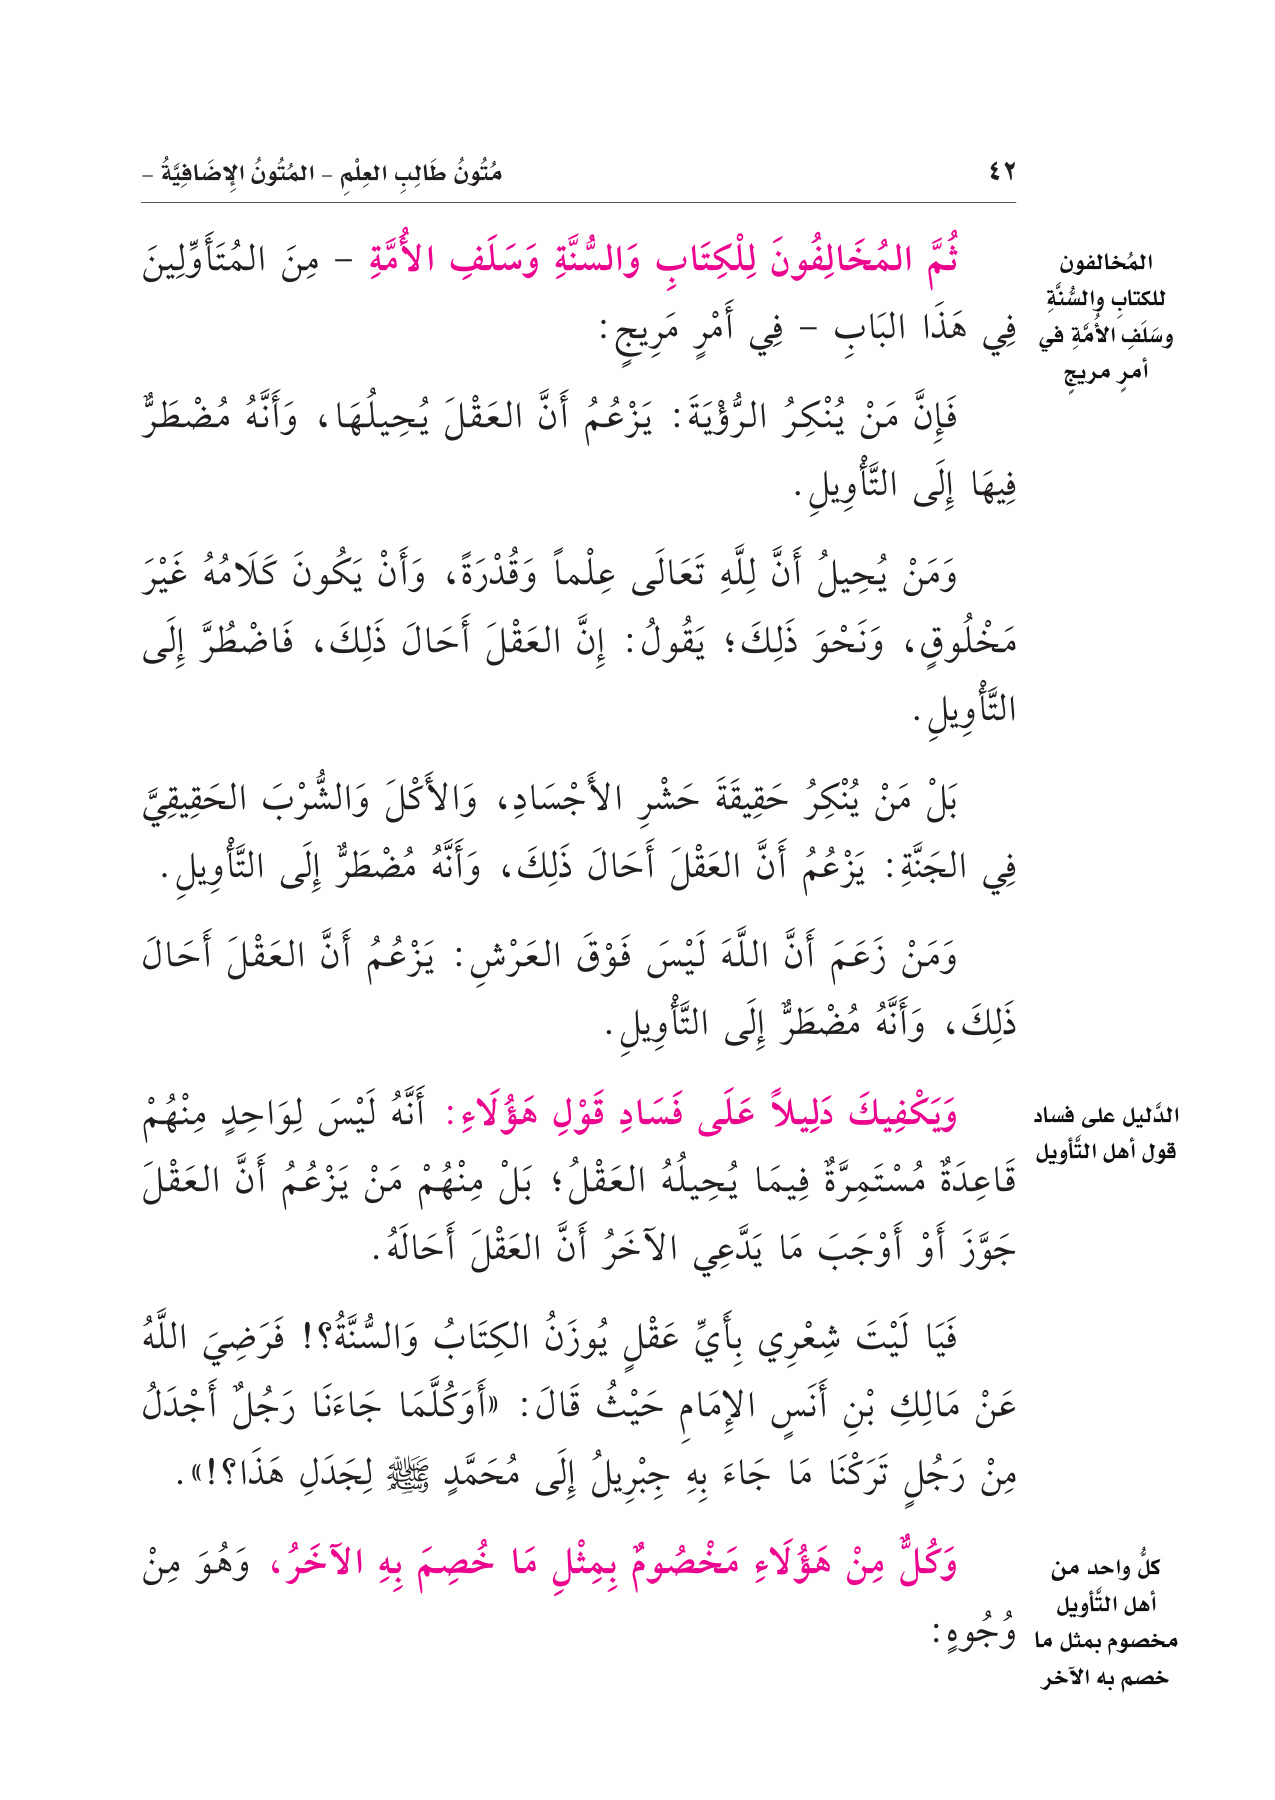 ٤٢
مُتُونُ طَالِبِ العِلْمِ – المُتُونُ الإِضَافِيَّةُ –
ثُمَّ المُخَالِفُونَ لِلْكِتَابِ وَالسُّنَّةِ وَسَلَفِ الأُمَّةِ – مِنَ المُتَأَوِّلِينَ
فِي هَذَا البَابِ – فِي أَمْرٍ مَرِيجٍ:
المُخالفون
للكتابِ والسُّنَّةِ
وسَلَفِ الأُمَّةِ في
أمرٍ مريجٍ
فَإِنَّ مَنْ يُنْكِرُ الرُّؤْيَةَ: يَزْعُمُ أَنَّ العَقْلَ يُحِيلُهَا، وَأَنَّهُ مُضْطَرٌّ
فِيهَا إِلَى التَّأْوِيلِ.
وَمَنْ يُحِيلُ أَنَّ لِلَّهِ تَعَالَى عِلْماً وَقُدْرَةً، وَأَنْ يَكُونَ كَلَامُهُ غَيْرَ
مَخْلُوقٍ، وَنَحْوَ ذَلِكَ؛ يَقُولُ: إِنَّ العَقْلَ أَحَالَ ذَلِكَ، فَاضْطُرَّ إِلَى
التَّأْوِيلِ.
بَلْ مَنْ يُنْكِرُ حَقِيقَةَ حَشْرِ الأَجْسَادِ، وَالأَكْلَ وَالشُّرْبَ الحَقِيقِيَّ
فِي الجَنَّةِ: يَزْعُمُ أَنَّ العَقْلَ أَحَالَ ذَلِكَ، وَأَنَّهُ مُضْطَرٌّ إِلَى التَّأْوِيلِ.
وَمَنْ زَعَمَ أَنَّ اللَّهَ لَيْسَ فَوْقَ العَرْشِ: يَزْعُمُ أَنَّ العَقْلَ أَحَالَ
ذَلِكَ، وَأَنَّهُ مُضْطَرٌّ إِلَى التَّأْوِيلِ.
وَيَكْفِيكَ دَلِيلاً عَلَى فَسَادِ قَوْلِ هَؤُلَاءِ: أَنَّهُ لَيْسَ لِوَاحِدٍ مِنْهُمْ
قَاعِدَةٌ مُسْتَمِرَّةٌ فِيمَا يُحِيلُهُ العَقْلُ؛ بَلْ مِنْهُمْ مَنْ يَزْعُمُ أَنَّ العَقْلَ
جَوَّزَ أَوْ أَوْجَبَ مَا يَدَّعِي الآخَرُ أَنَّ العَقْلَ أَحَالَهُ.
الدَّليل على فساد
قول أهل التَّأويل
فَيَا لَيْتَ شِعْرِي بِأَيِّ عَقْلٍ يُوزَنُ الكِتَابُ وَالسُّنَّةُ؟! فَرَضِيَ اللَّهُ
عَنْ مَالِكِ بْنِ أَنَسٍ الإِمَامِ حَيْثُ قَالَ: «أَوَكُلَّمَا جَاءَنَا رَجُلٌ أَجْدَلُ
مِنْ رَجُلٍ تَرَكْنَا مَا جَاءَ بِهِ جِبْرِيلُ إِلَى مُحَمَّدٍ ﷺ لِجَدَلِ هَذَا؟!».
وَكُلٌّ مِنْ هَؤُلَاءِ مَخْصُومٌ بِمِثْلِ مَا خُصِمَ بِهِ الآخَرُ، وَهُوَ مِنْ
وُجُوهٍ:
كلُّ واحد من
أهل التَّأويل
مخصوم بمثل ما
خصم به الآخر